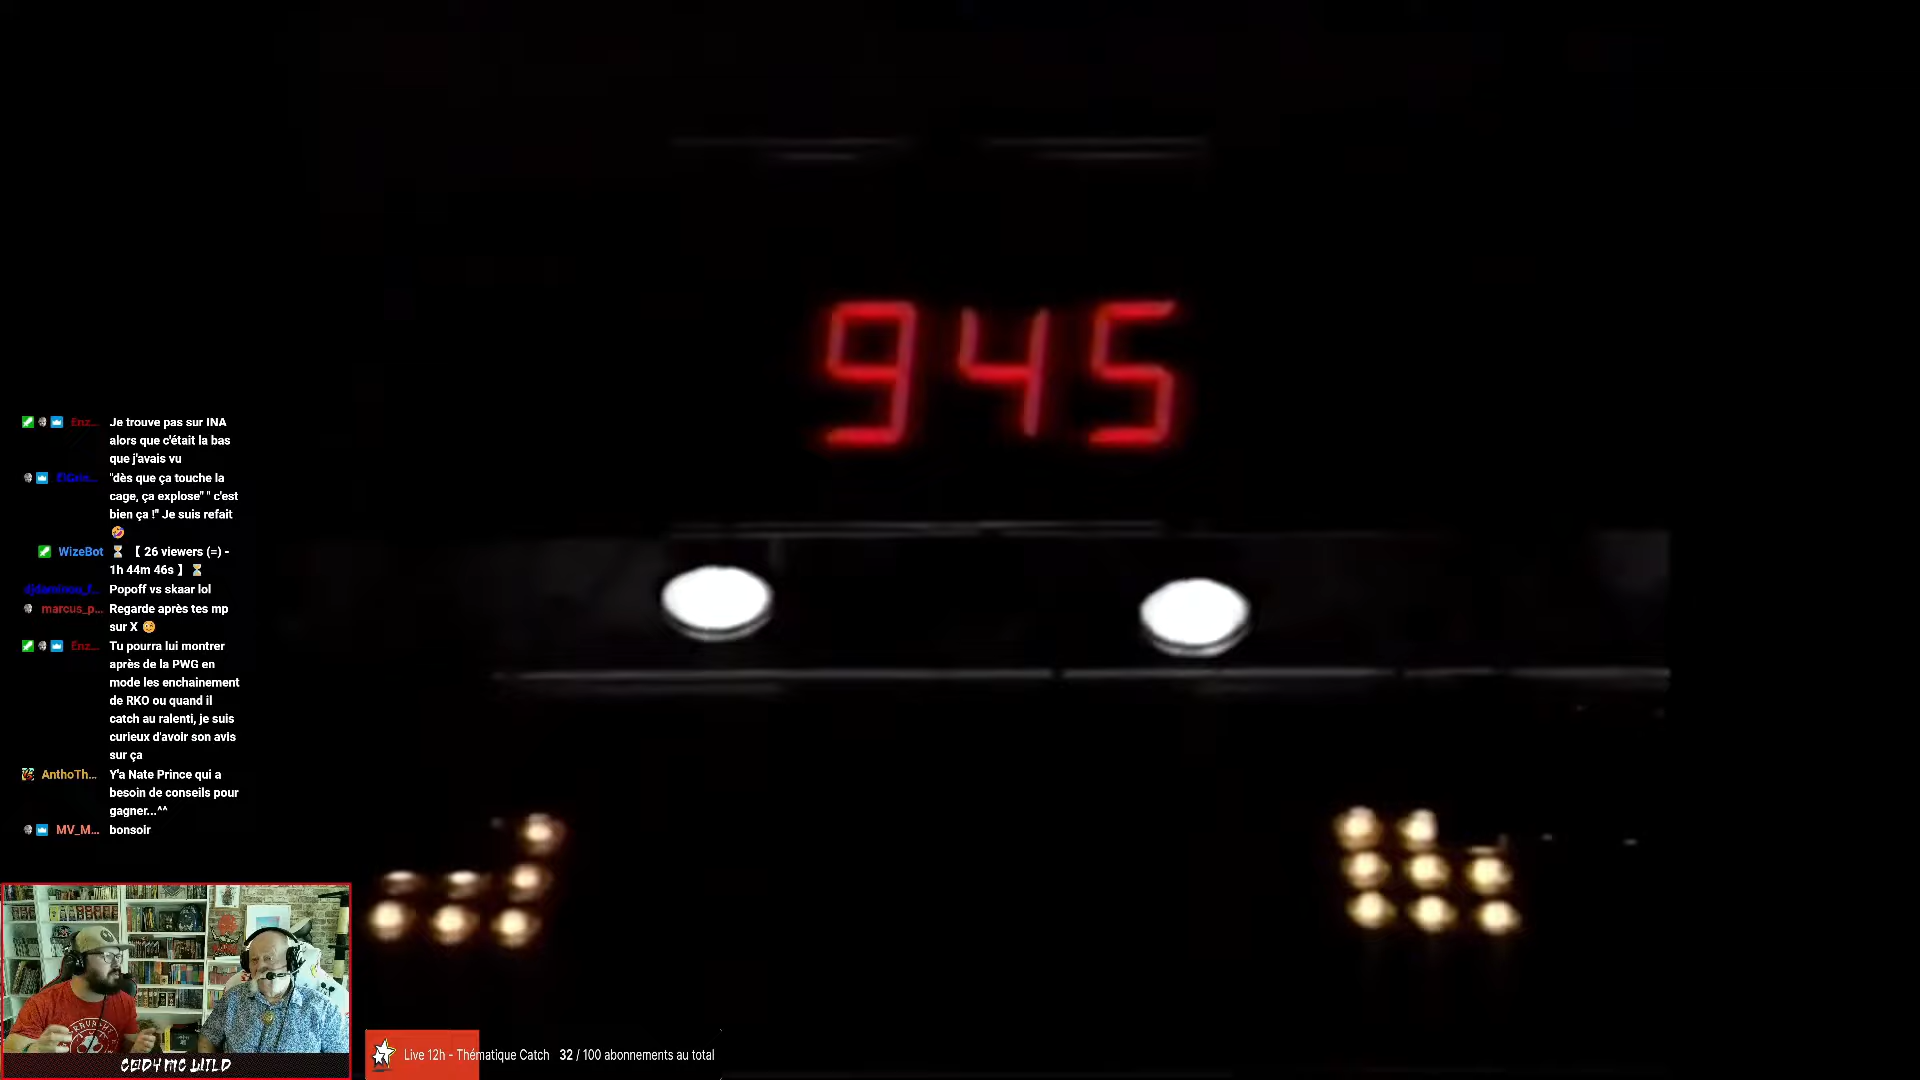 945
Enz... Je trouve pas sur INA
alors que c'était la bas
que j'avais vu
"dès que ça touche la
cage, ça explose" " c'est
bien ça !" Je suis refait
🤣
WizeBot ⏳ 【 26 viewers (=) -
1h 44m 46s 】 ⏳
Popoff vs skaar lol
marcus_p... Regarde après tes mp
sur X
Enz... Tu pourra lui montrer
après de la PWG en
mode les enchainement
de RKO ou quand il
catch au ralenti, je suis
curieux d'avoir son avis
sur ça
AnthoTh... Y'a Nate Prince qui a
besoin de conseils pour
gagner...^^
MV_M... bonsoir
Live 12h - Thématique Catch 32 / 100 abonnements au total